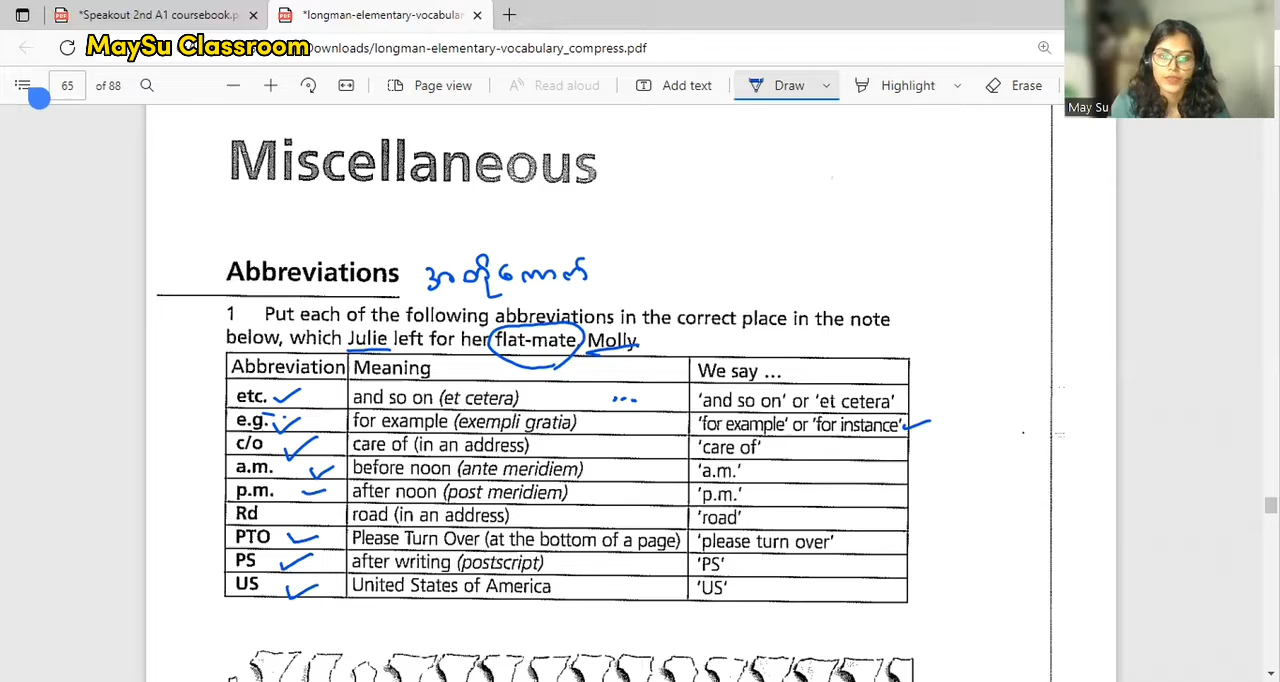 *Speakout 2nd A1 coursebook.p
*longman-elementary-vocabular
MaySu Classroom
Downloads/longman-elementary-vocabulary_compress.pdf
65 of 88
Page view
Read aloud
Add text
Draw
Highlight
Erase
May Su
Miscellaneous
Abbreviations အတိုကောက်
1 Put each of the following abbreviations in the correct place in the note
below, which Julie left for her flat-mate, Molly.
Abbreviation Meaning We say ...
etc. and so on (et cetera) ... 'and so on' or 'et cetera'
e.g. for example (exempli gratia) 'for example' or 'for instance'
c/o care of (in an address) 'care of'
a.m. before noon (ante meridiem) 'a.m.'
p.m. after noon (post meridiem) 'p.m.'
Rd road (in an address) 'road'
PTO Please Turn Over (at the bottom of a page) 'please turn over'
PS after writing (postscript) 'PS'
US United States of America 'US'